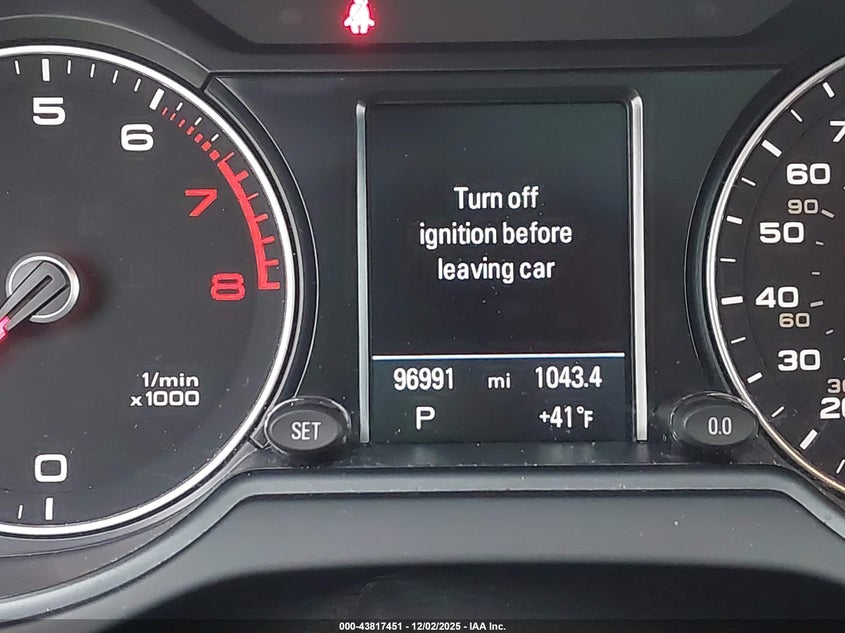 5
6
7
8
1/min
x1000
0
SET
Turn off
ignition before
leaving car
96991 mi 1043.4
P +41°F
0.0
60
90
50
40
60
30
000-43817451 - 12/02/2025 - IAA Inc.